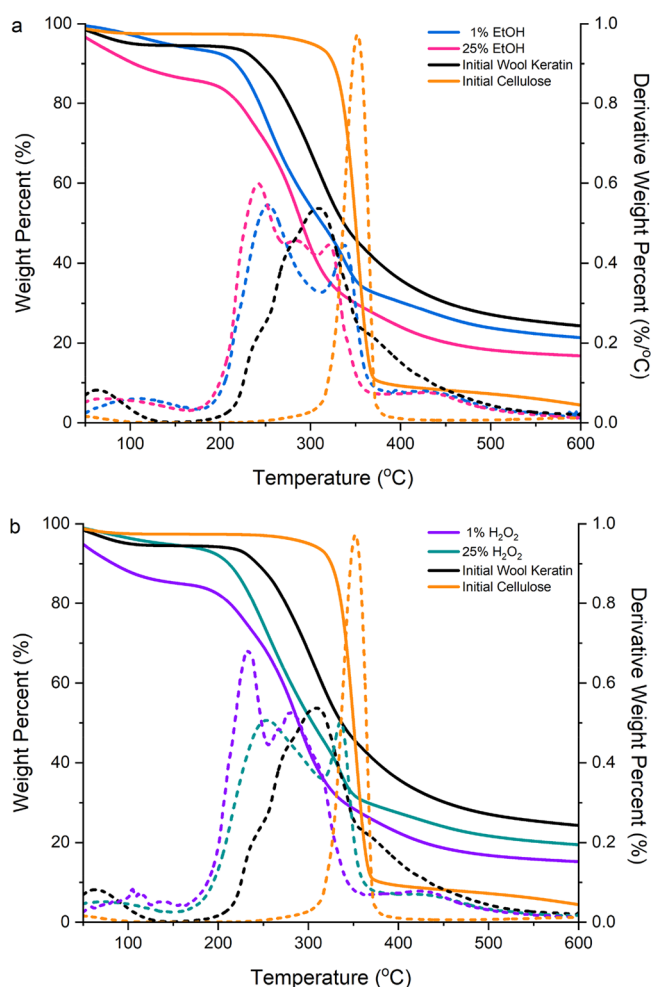 a
1% EtOH
25% EtOH
Initial Wool Keratin
Initial Cellulose
Weight Percent (%)
Derivative Weight Percent (%/°C)
100
80
60
40
20
0
1.0
0.8
0.6
0.4
0.2
0.0
100 200 300 400 500 600
Temperature (°C)
b
1% H₂O₂
25% H₂O₂
Initial Wool Keratin
Initial Cellulose
Weight Percent (%)
Derivative Weight Percent (%)
100
80
60
40
20
0
1.0
0.8
0.6
0.4
0.2
0.0
100 200 300 400 500 600
Temperature (°C)